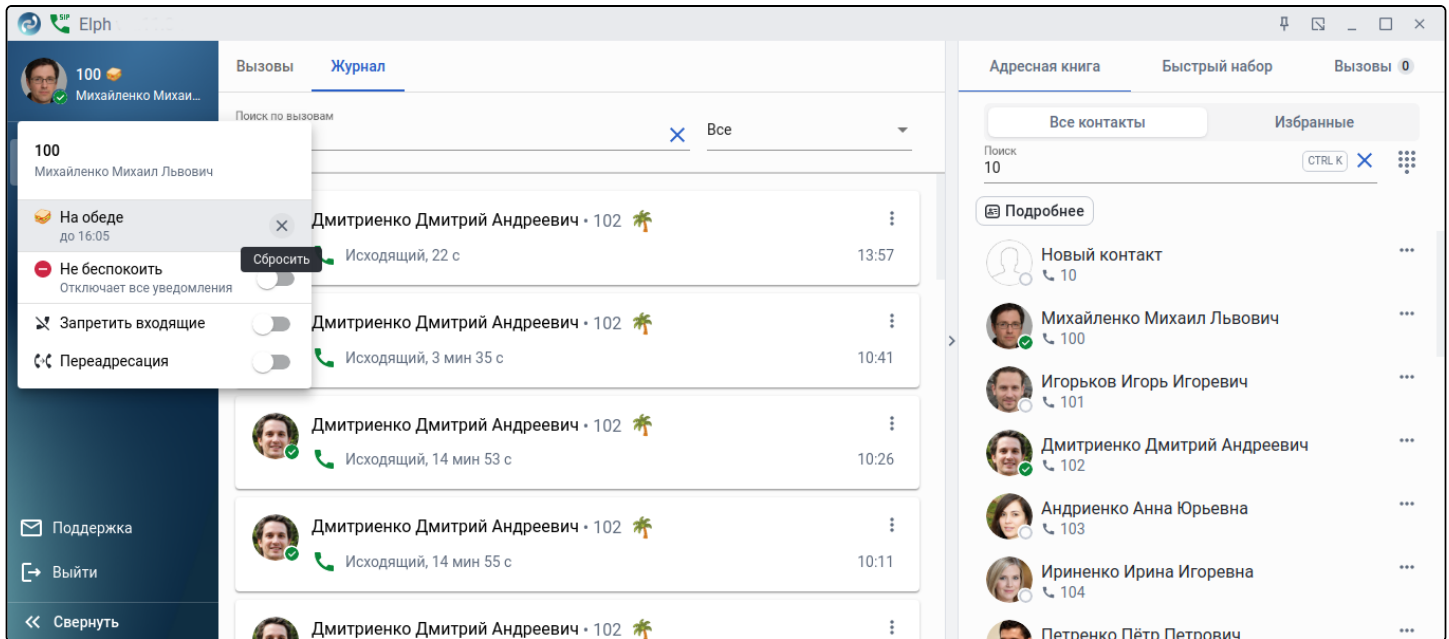 SIP
Elph
100
Михайленко Михаи...
100
Михайленко Михаил Львович
На обеде
до 16:05
Сбросить
Не беспокоить
Отключает все уведомления
Запретить входящие
Переадресация
Поддержка
Выйти
Свернуть
Вызовы Журнал
Поиск по вызовам
Все
Дмитриенко Дмитрий Андреевич • 102
Исходящий, 22 с 13:57
Дмитриенко Дмитрий Андреевич • 102
Исходящий, 3 мин 35 с 10:41
Дмитриенко Дмитрий Андреевич • 102
Исходящий, 14 мин 53 с 10:26
Дмитриенко Дмитрий Андреевич • 102
Исходящий, 14 мин 55 с 10:11
Дмитриенко Дмитрий Андреевич • 102
Адресная книга Быстрый набор Вызовы 0
Все контакты Избранные
Поиск
10 CTRL K
Подробнее
Новый контакт
10
Михайленко Михаил Львович
100
Игорьков Игорь Игоревич
101
Дмитриенко Дмитрий Андреевич
102
Андриенко Анна Юрьевна
103
Ириненко Ирина Игоревна
104
Петренко Пётр Петрович